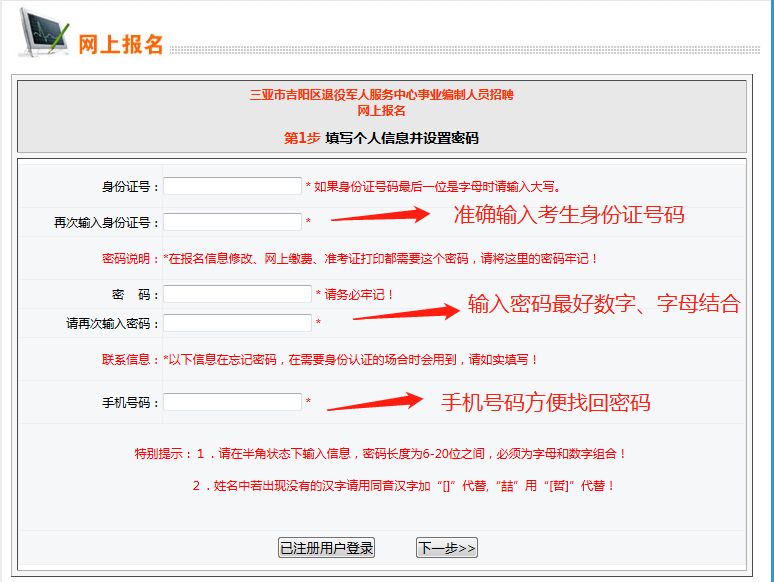 网上报名
三亚市吉阳区退役军人服务中心事业编制人员招聘
网上报名
第1步 填写个人信息并设置密码
身份证号： * 如果身份证号码最后一位是字母时请输入大写。
再次输入身份证号： * 准确输入考生身份证号码
密码说明：*在报名信息修改、网上缴费、准考证打印都需要这个密码，请将这里的密码牢记！
密 码： * 请务必牢记！
输入密码最好数字、字母结合
请再次输入密码： *
联系信息：*以下信息在忘记密码，在需要身份认证的场合时会用到，请如实填写！
手机号码： * 手机号码方便找回密码
特别提示：１．请在半角状态下输入信息，密码长度为6-20位之间，必须为字母和数字组合！
２．姓名中若出现没有的汉字请用同音汉字加“[]”代替,“喆”用“[哲]”代替！
已注册用户登录 下一步>>